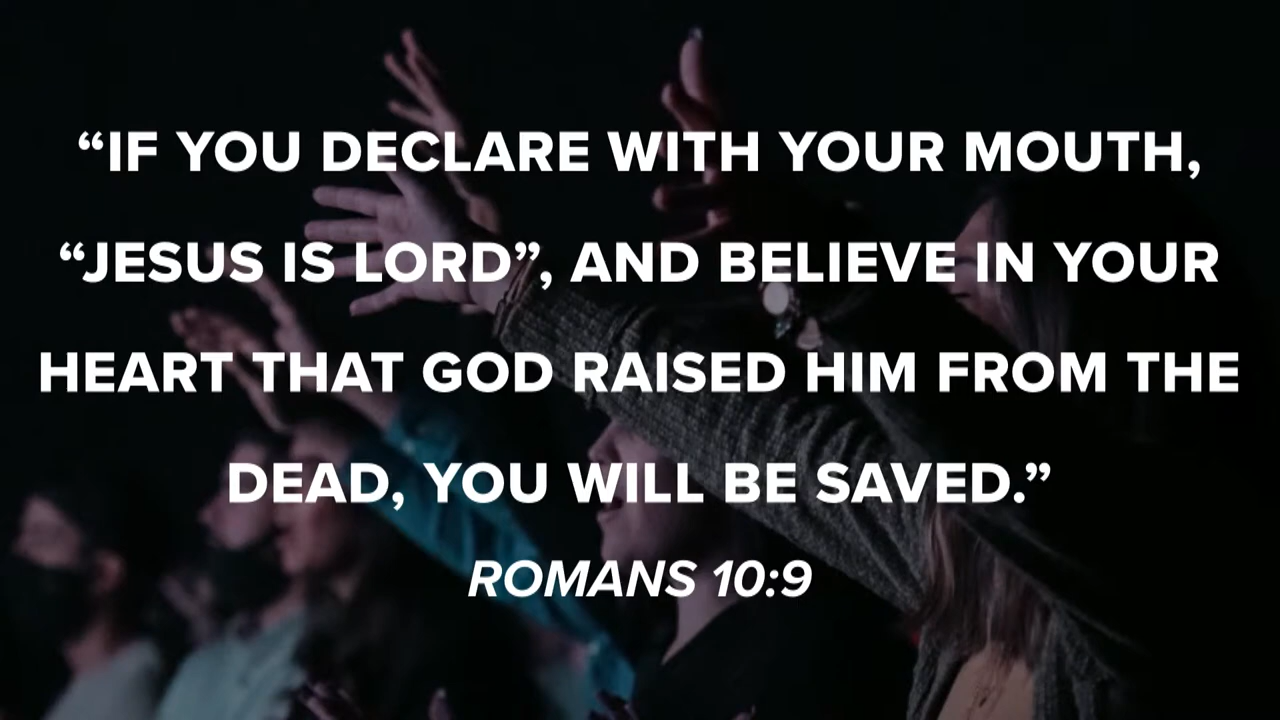 “IF YOU DECLARE WITH YOUR MOUTH,
“JESUS IS LORD”, AND BELIEVE IN YOUR
HEART THAT GOD RAISED HIM FROM THE
DEAD, YOU WILL BE SAVED.”
ROMANS 10:9